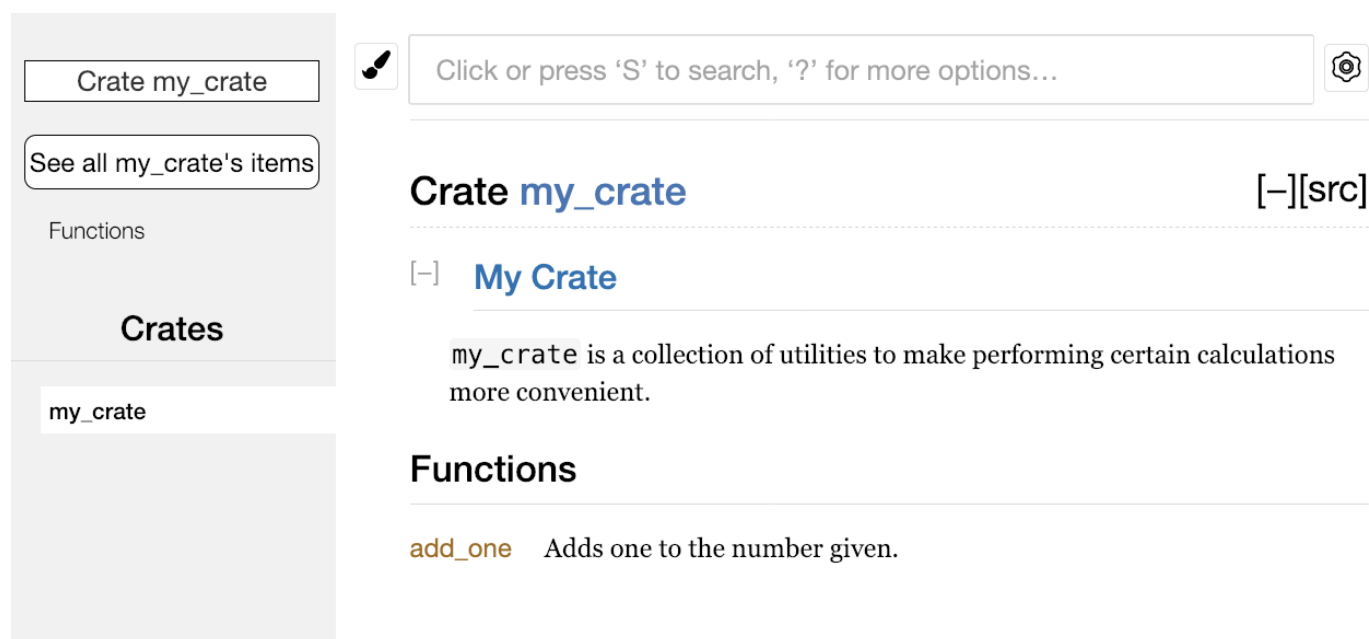 Crate my_crate
See all my_crate's items
Functions
Crates
my_crate
Click or press ‘S’ to search, ‘?’ for more options…
Crate my_crate [−][src]
[−] My Crate
my_crate is a collection of utilities to make performing certain calculations
more convenient.
Functions
add_one Adds one to the number given.